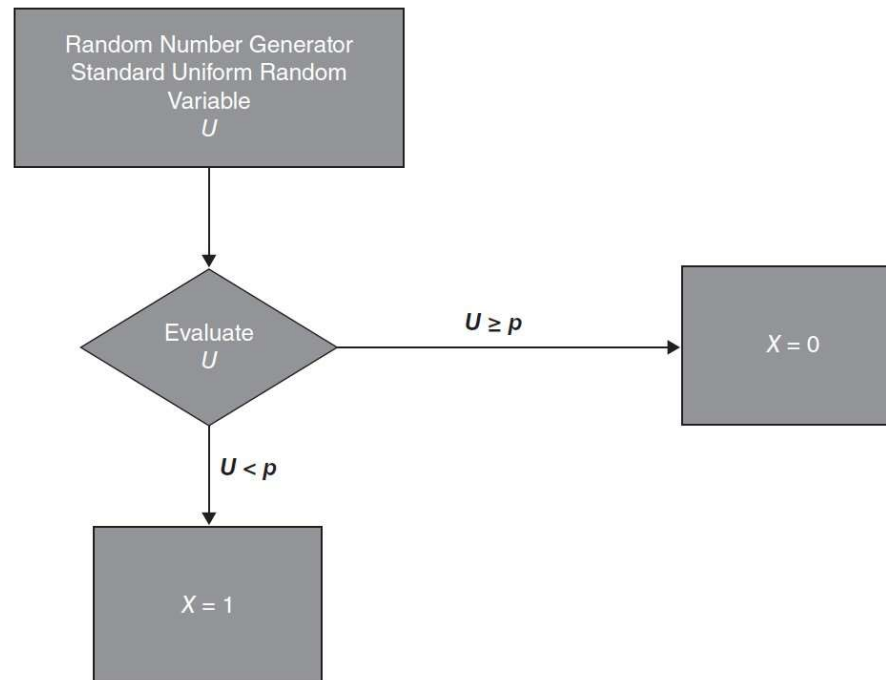 Random Number Generator
Standard Uniform Random
Variable
U
Evaluate
U
U ≥ p
X = 0
U < p
X = 1